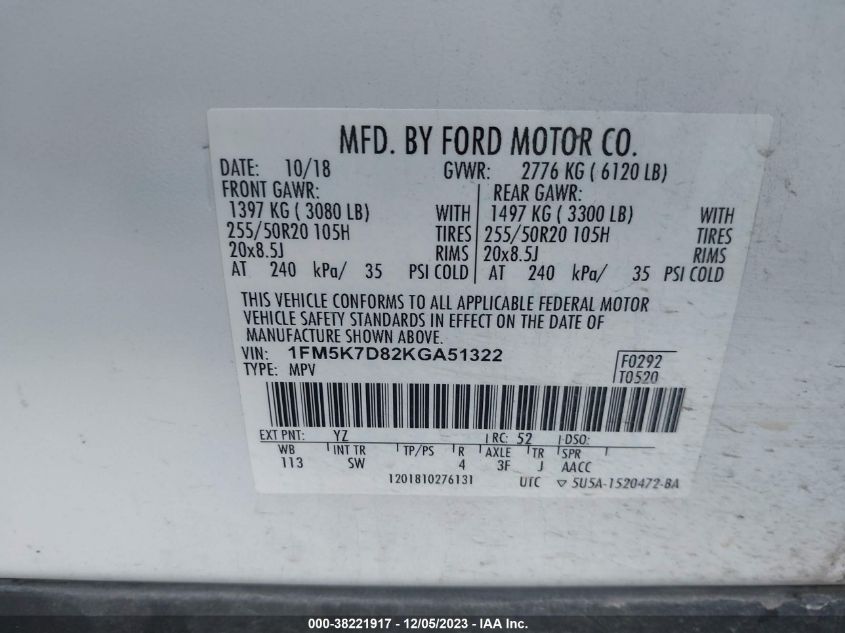 MFD. BY FORD MOTOR CO.
DATE: 10/18 GVWR: 2776 KG ( 6120 LB)
FRONT GAWR: REAR GAWR:
1397 KG ( 3080 LB) WITH 1497 KG ( 3300 LB) WITH
255/50R20 105H TIRES 255/50R20 105H TIRES
20x8.5J RIMS 20x8.5J RIMS
AT 240 kPa/ 35 PSI COLD AT 240 kPa/ 35 PSI COLD
THIS VEHICLE CONFORMS TO ALL APPLICABLE FEDERAL MOTOR
VEHICLE SAFETY STANDARDS IN EFFECT ON THE DATE OF
MANUFACTURE SHOWN ABOVE.
VIN: 1FM5K7D82KGA51322 F0292
TYPE: MPV T0520
EXT PNT: YZ RC: 52 DSO:
WB INT TR TP/PS R AXLE TR SPR
113 SW 4 3F J AACC
1201810276131 UTC ▽ 5U5A-1520472-BA
000-38221917 - 12/05/2023 - IAA Inc.